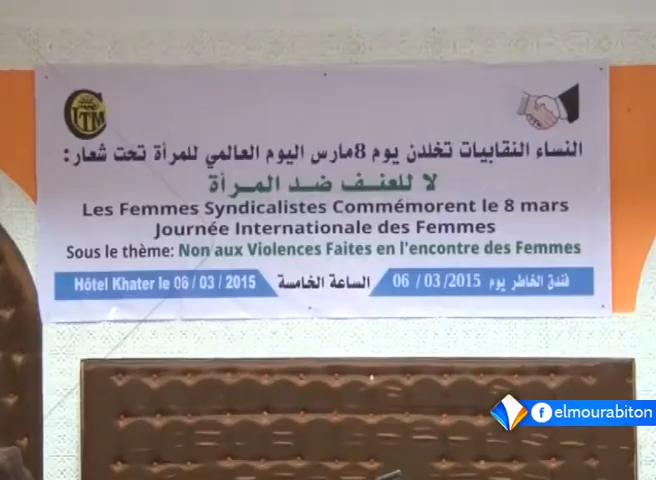 CGTM
النساء النقابيات تخلدن يوم 8مارس اليوم العالمي للمرأة تحت شعار:
لا للعنف ضد المرأة
Les Femmes Syndicalistes Commémorent le 8 mars
Journée Internationale des Femmes
Sous le thème: Non aux Violences Faites en l'encontre des Femmes
Hôtel Khater le 06 / 03 / 2015 الساعة الخامسة فندق الخاطر يوم 06 / 03/2015
elmourabiton